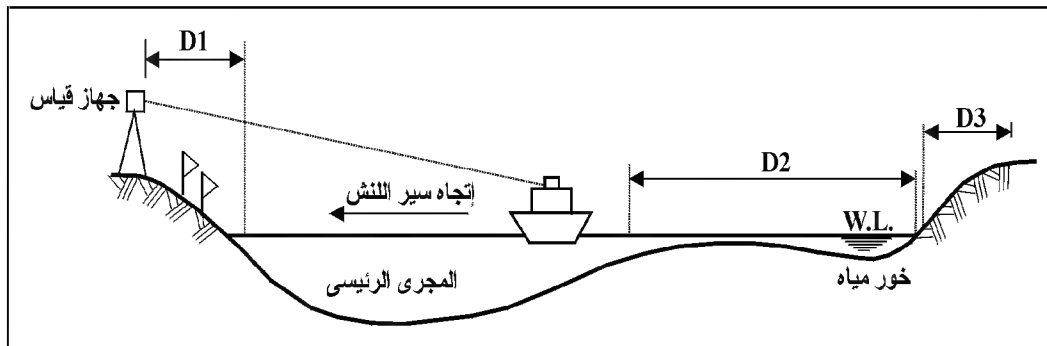 D1
جهاز قياس
D3
D2
إتجاه سير اللنش
W.L.
المجرى الرئيسى
خور مياه